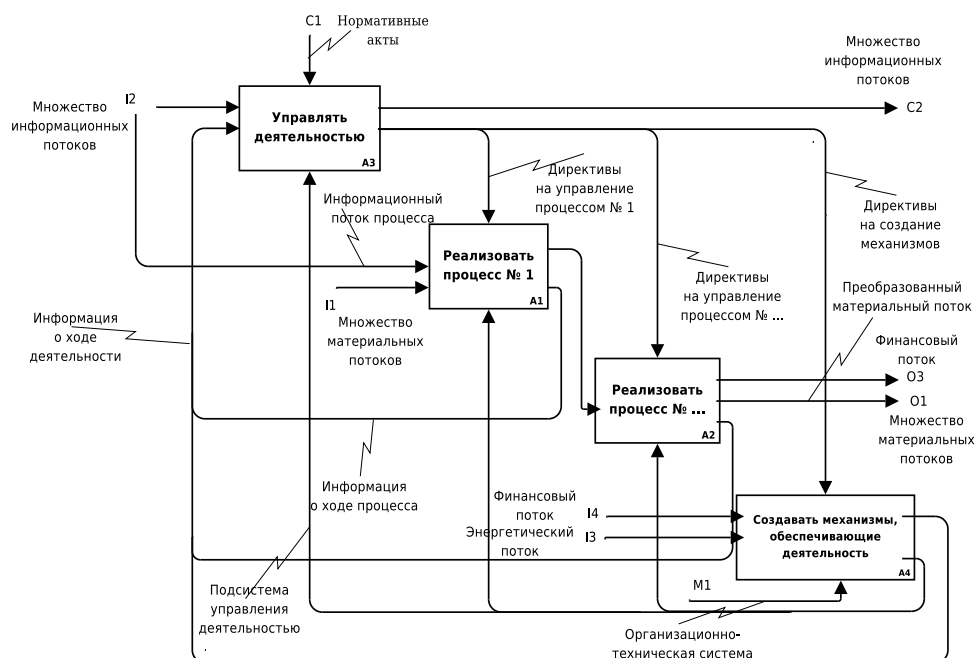 C1
Нормативные
акты
Множество
информационных
потоков
C2
I2
Множество
информационных
потоков
Управлять
деятельностью
A3
Директивы
на управление
процессом № 1
Информационный
поток процесса
Директивы
на создание
механизмов
Реализовать
процесс № 1
A1
Директивы
на управление
процессом № ...
Преобразованный
материальный поток
I1
Множество
материальных
потоков
Информация
о ходе
деятельности
Финансовый
поток
O3
O1
Множество
материальных
потоков
Реализовать
процесс № ...
A2
Информация
о ходе процесса
Финансовый
поток
I4
Энергетический
поток
I3
Создавать механизмы,
обеспечивающие
деятельность
A4
M1
Подсистема
управления
деятельностью
Организационно-
техническая система